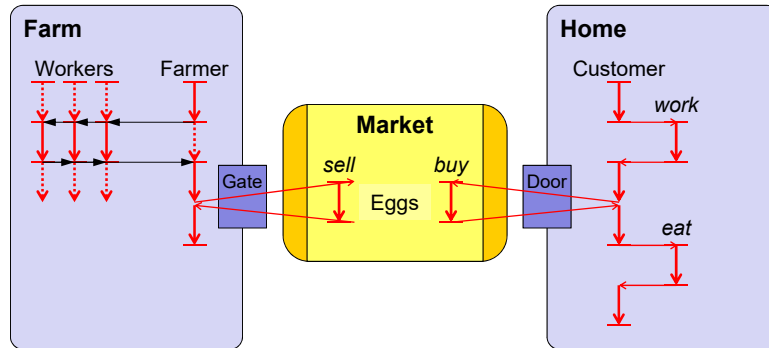 Farm
Workers
Farmer
Gate
Market
sell
buy
Eggs
Door
Home
Customer
work
eat